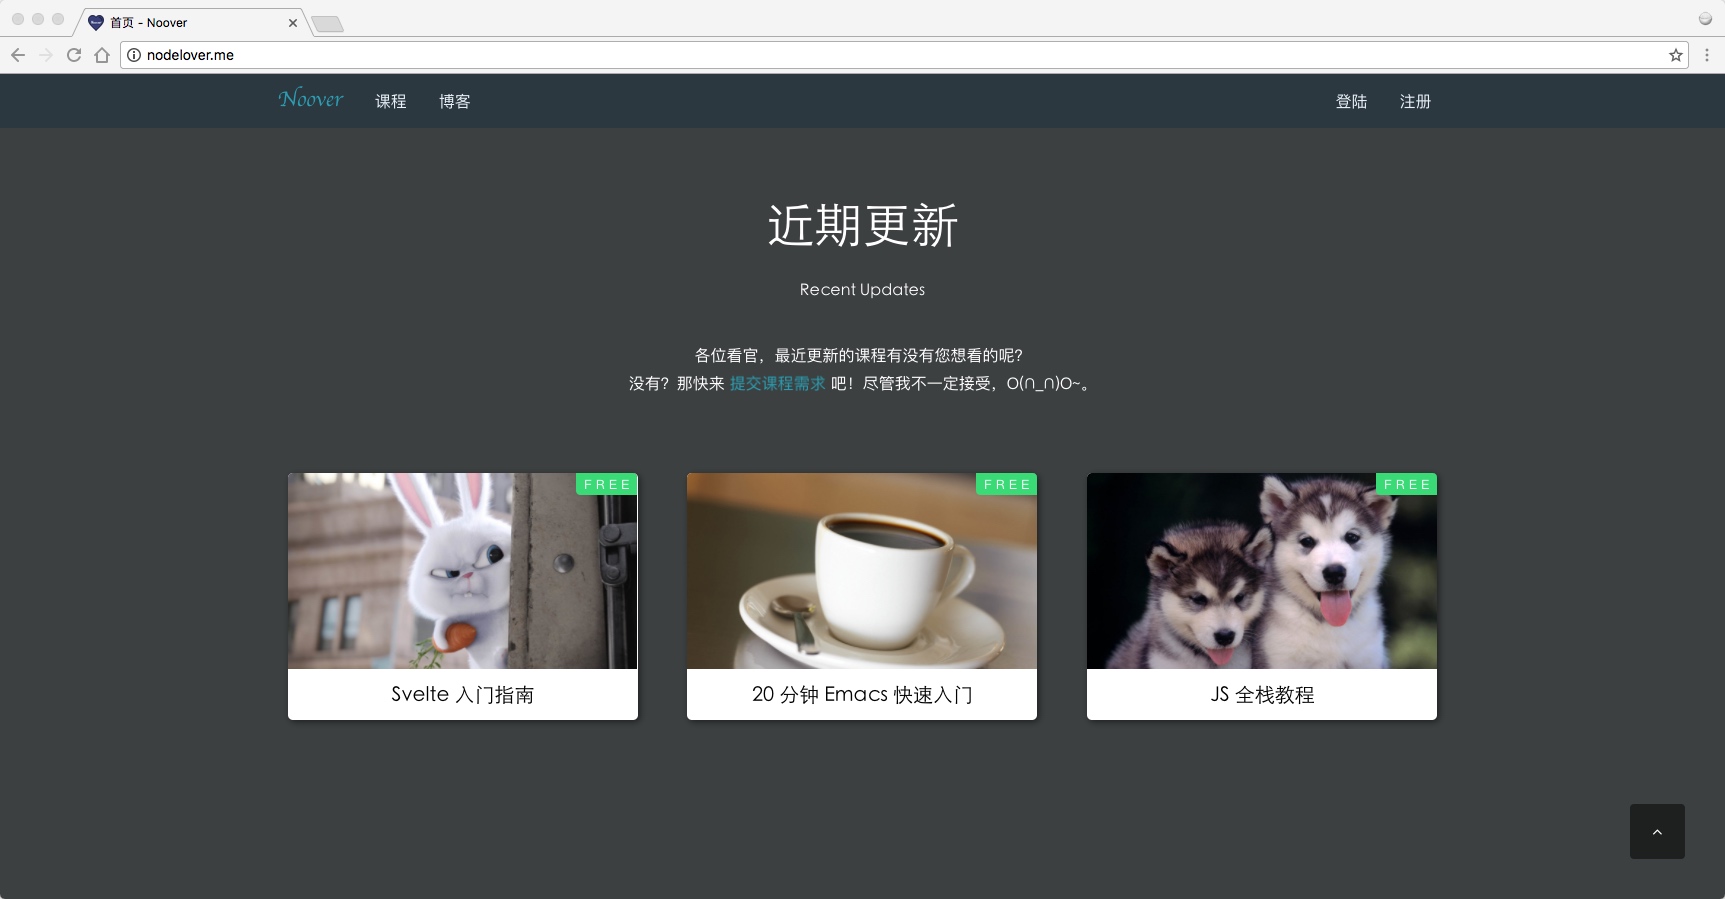 首页 - Noover
nodelover.me
Noover 课程 博客 登陆 注册
近期更新
Recent Updates
各位看官，最近更新的课程有没有您想看的呢？
没有？那快来 提交课程需求 吧！尽管我不一定接受，O(∩_∩)O~。
FREE FREE FREE
Svelte 入门指南 20 分钟 Emacs 快速入门 JS 全栈教程